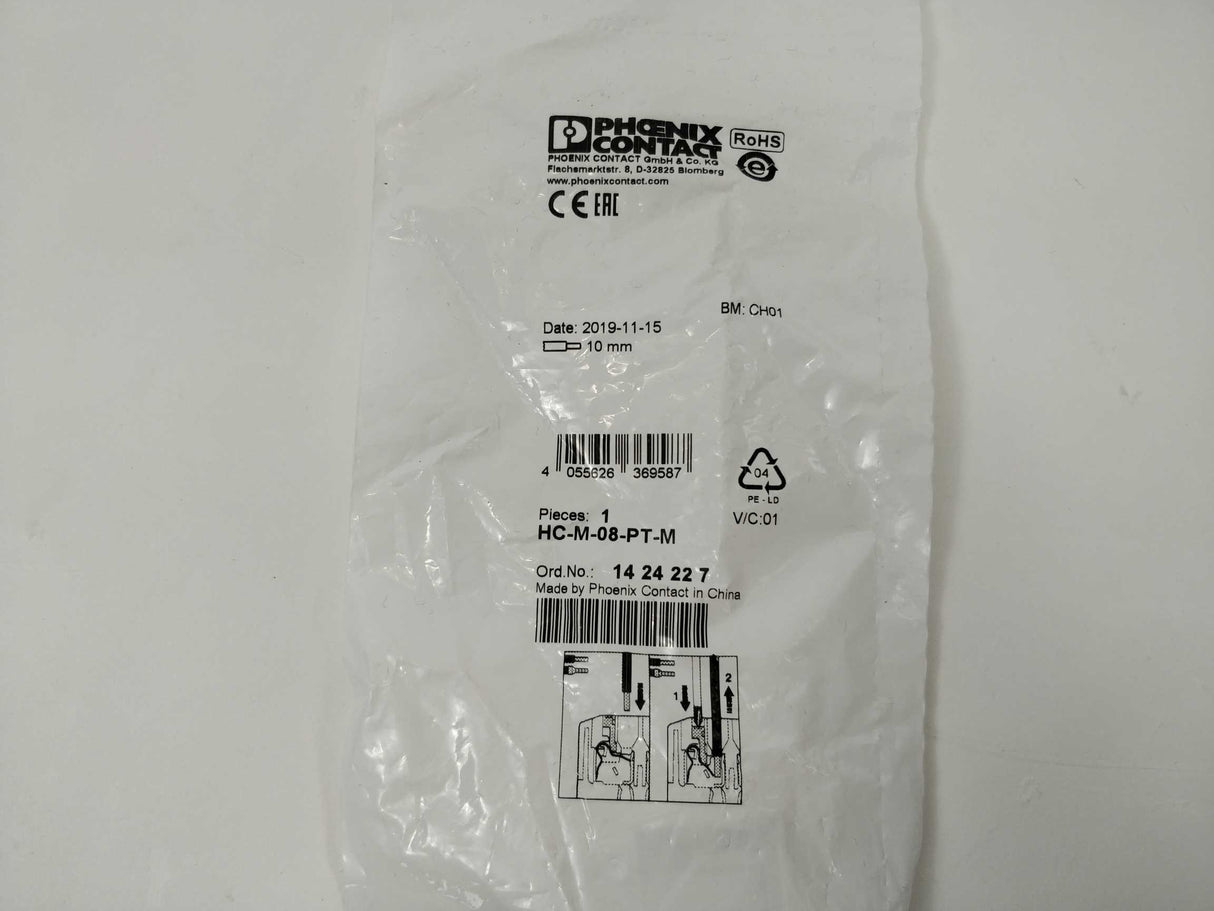 PHŒNIX
CONTACT
RoHS
PHOENIX CONTACT GmbH & Co. KG
Flachsmarktstr. 8, D-32825 Blomberg
www.phoenixcontact.com
e
CE EAC
BM: CH01
Date: 2019-11-15
10 mm
4 055626 369587
04
PE - LD
Pieces: 1
V/C:01
HC-M-08-PT-M
Ord.No.: 14 24 22 7
Made by Phoenix Contact in China
1
2